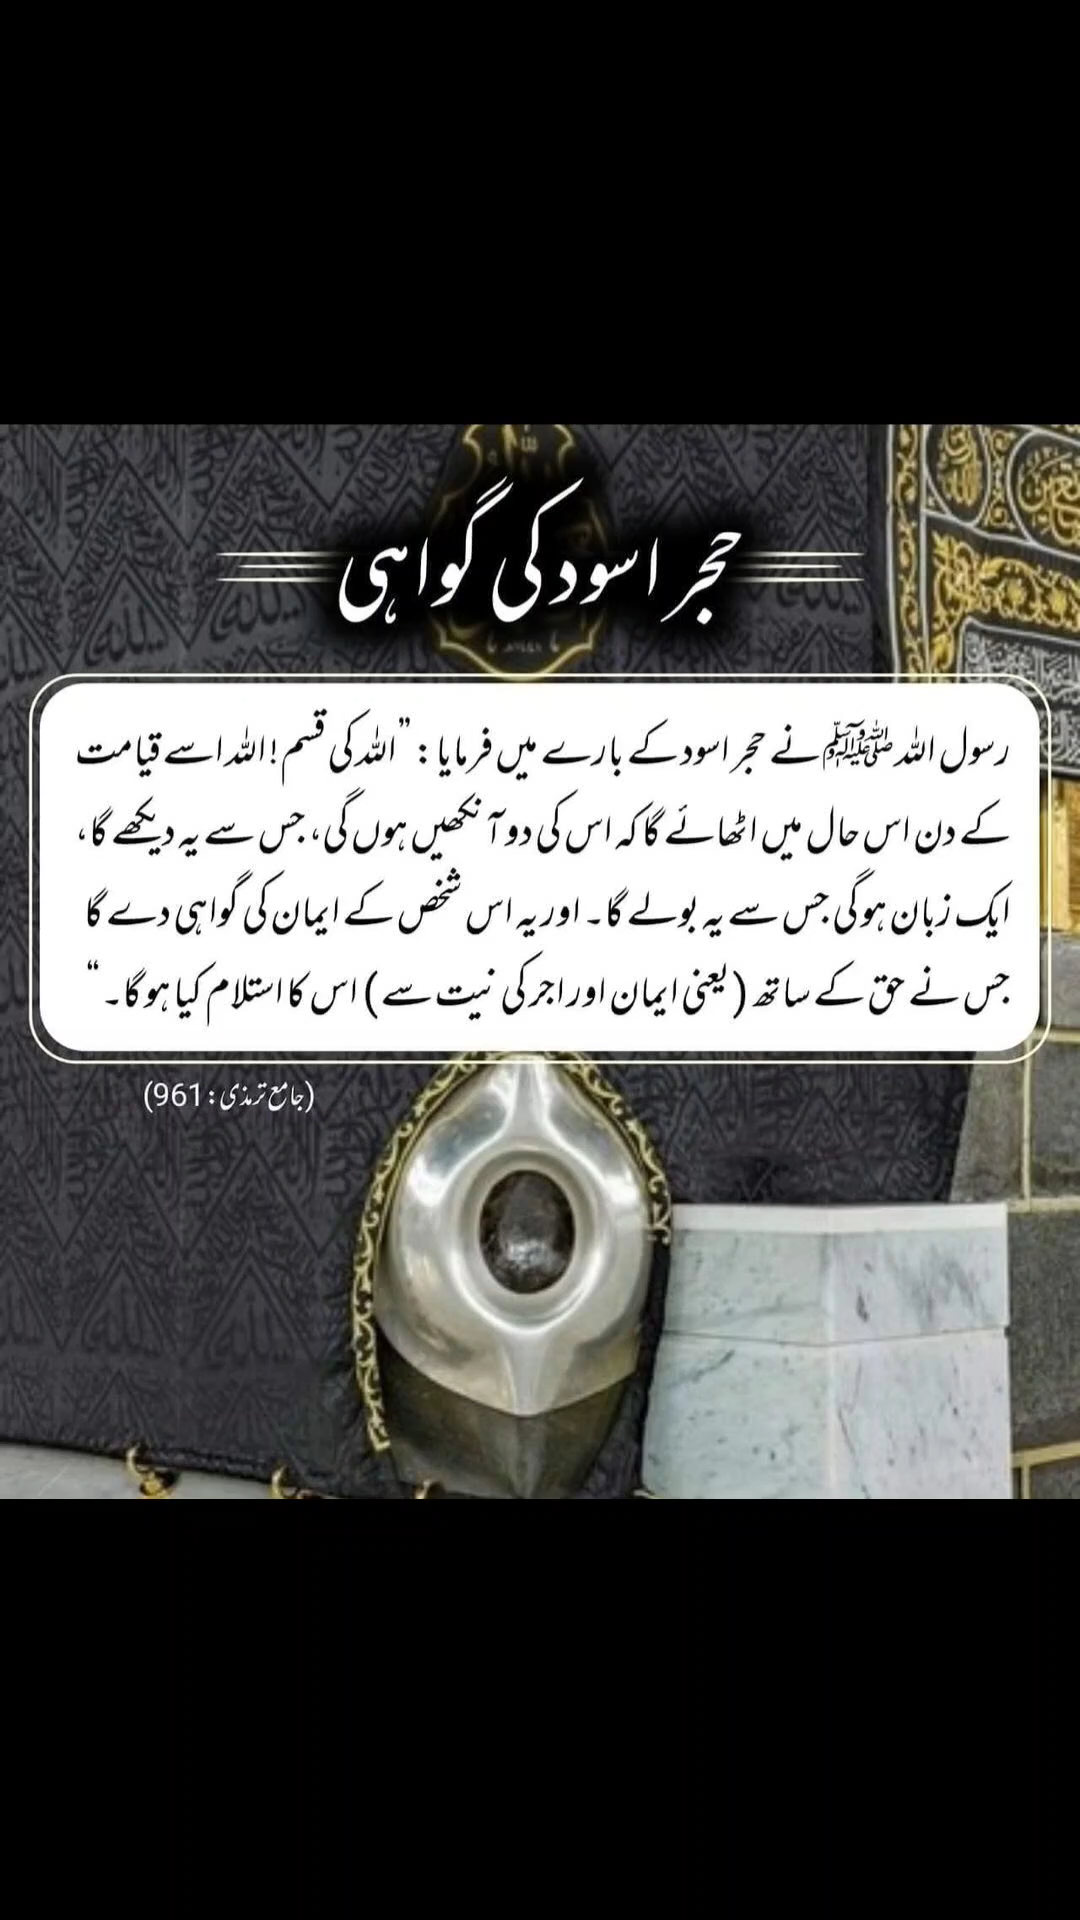 حجر اسود کی گواہی
رسول اللہ ﷺ نے حجر اسود کے بارے میں فرمایا : ”اللہ کی قسم ! اللہ اسے قیامت
کے دن اس حال میں اٹھائے گا کہ اس کی دو آنکھیں ہوں گی، جس سے یہ دیکھے گا،
ایک زبان ہوگی جس سے یہ بولے گا۔ اور یہ اس شخص کے ایمان کی گواہی دے گا
جس نے حق کے ساتھ (یعنی ایمان اور اجر کی نیت سے) اس کا استلام کیا ہوگا۔“
(جامع ترمذی : 961)